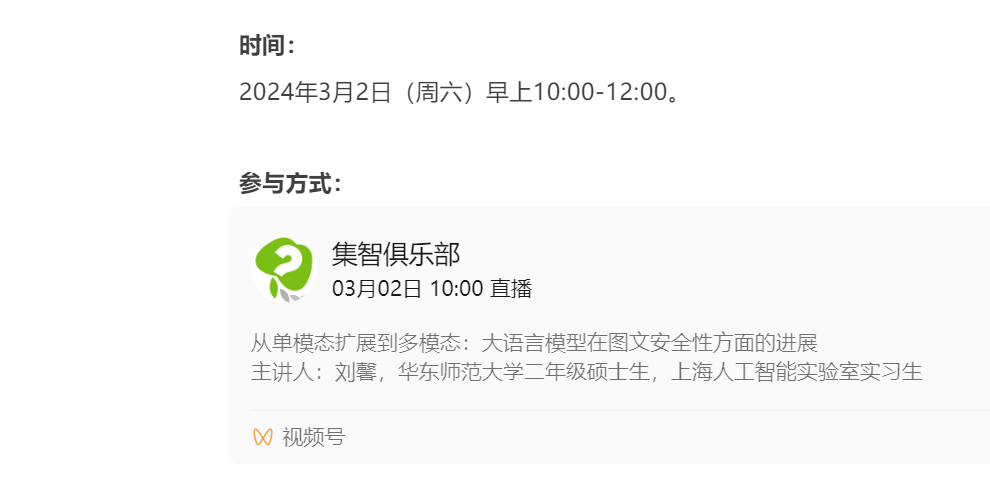 时间：
2024年3月2日（周六）早上10:00-12:00。
参与方式：
集智俱乐部
03月02日 10:00 直播
从单模态扩展到多模态：大语言模型在图文安全性方面的进展
主讲人：刘馨，华东师范大学二年级硕士生，上海人工智能实验室实习生
视频号